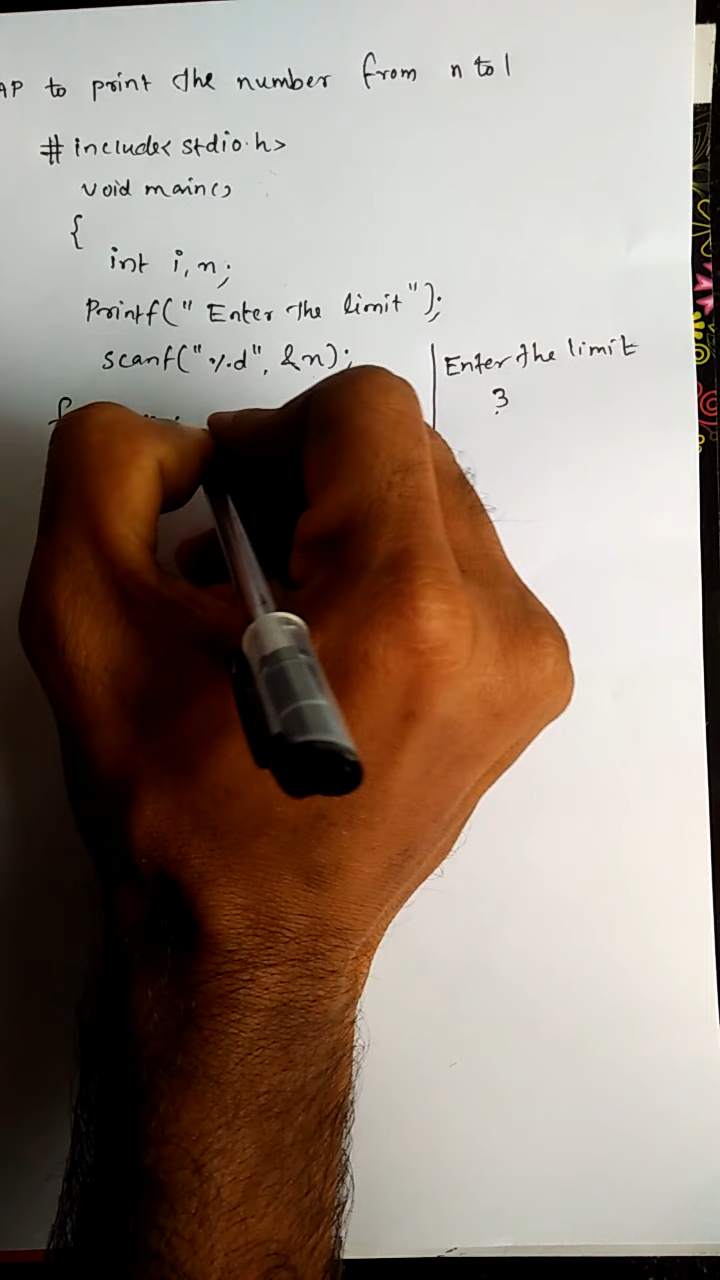 AP to print the number from n to 1
# include< stdio.h>
void main()
{
int i, n;
Printf(" Enter the limit");
scanf("%d", &n);
Enter the limit
3